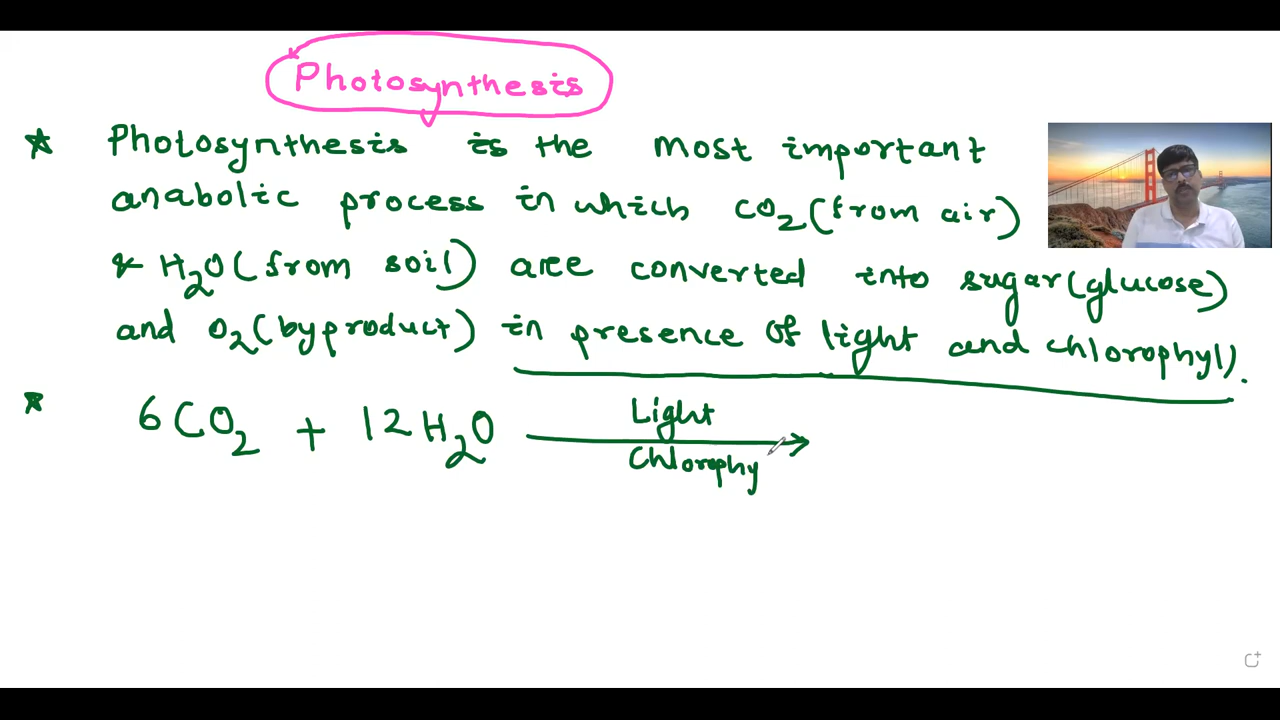 Photosynthesis
★ Photosynthesis is the most important
anabolic process in which CO₂ (from air)
& H₂O (from soil) are converted into sugar (glucose)
and O₂ (byproduct) in presence of light and chlorophyll.
★ 6CO₂ + 12H₂O ⟶
Light
Chlorophy